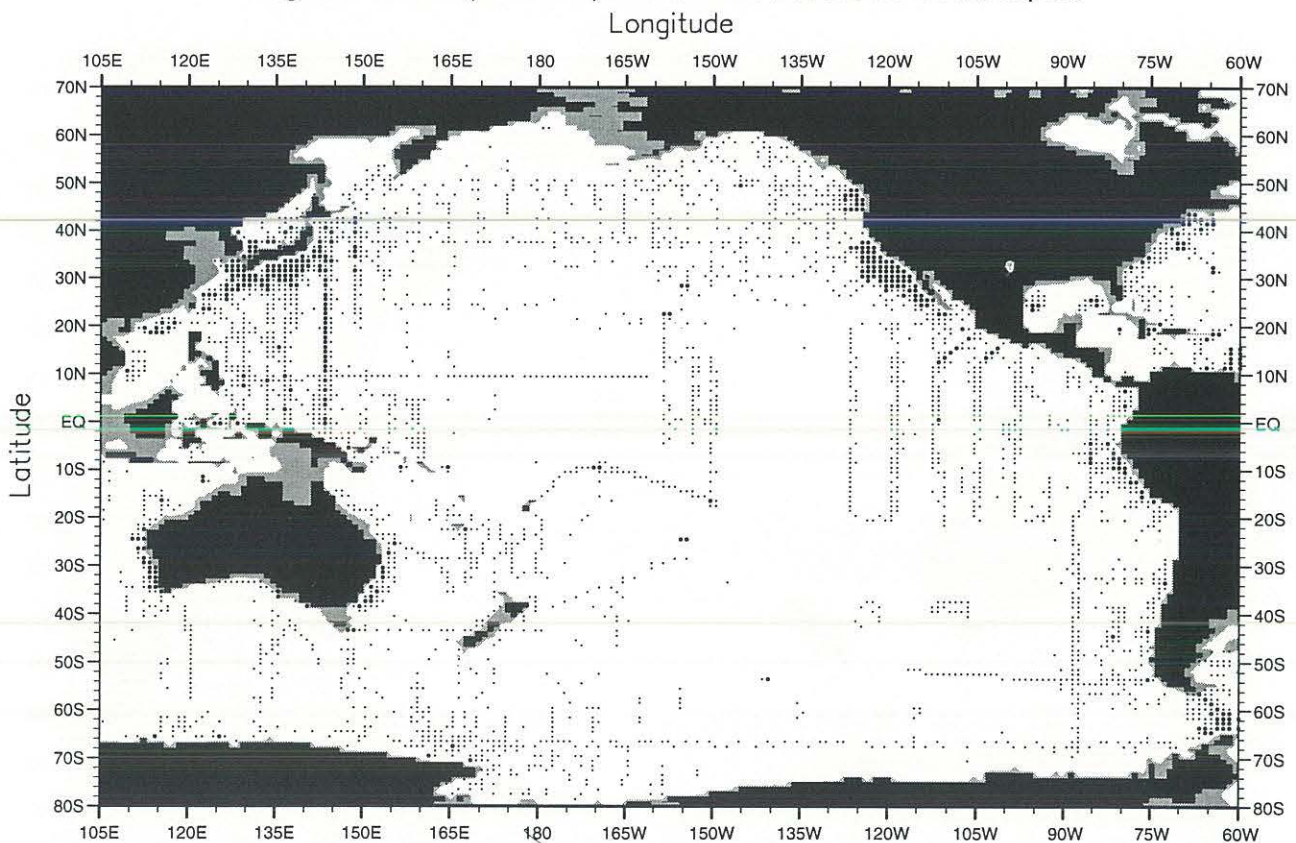 Longitude
105E 120E 135E 150E 165E 180 165W 150W 135W 120W 105W 90W 75W 60W
70N 70N
60N 60N
50N 50N
40N 40N
30N 30N
20N 20N
10N 10N
EQ EQ
Latitude
10S 10S
20S 20S
30S 30S
40S 40S
50S 50S
60S 60S
70S 70S
80S 80S
105E 120E 135E 150E 165E 180 165W 150W 135W 120W 105W 90W 75W 60W